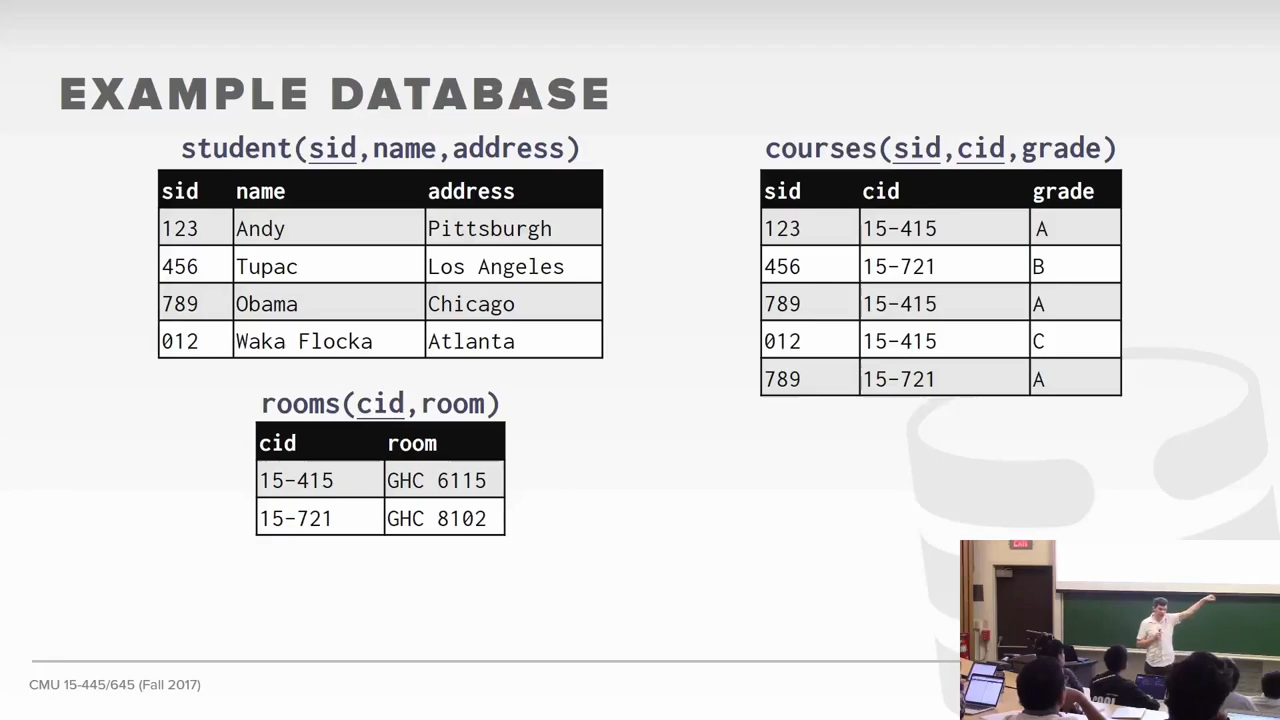 EXAMPLE DATABASE
student(sid,name,address)
sid name address
123 Andy Pittsburgh
456 Tupac Los Angeles
789 Obama Chicago
012 Waka Flocka Atlanta
rooms(cid,room)
cid room
15-415 GHC 6115
15-721 GHC 8102
courses(sid,cid,grade)
sid cid grade
123 15-415 A
456 15-721 B
789 15-415 A
012 15-415 C
789 15-721 A
CMU 15-445/645 (Fall 2017)